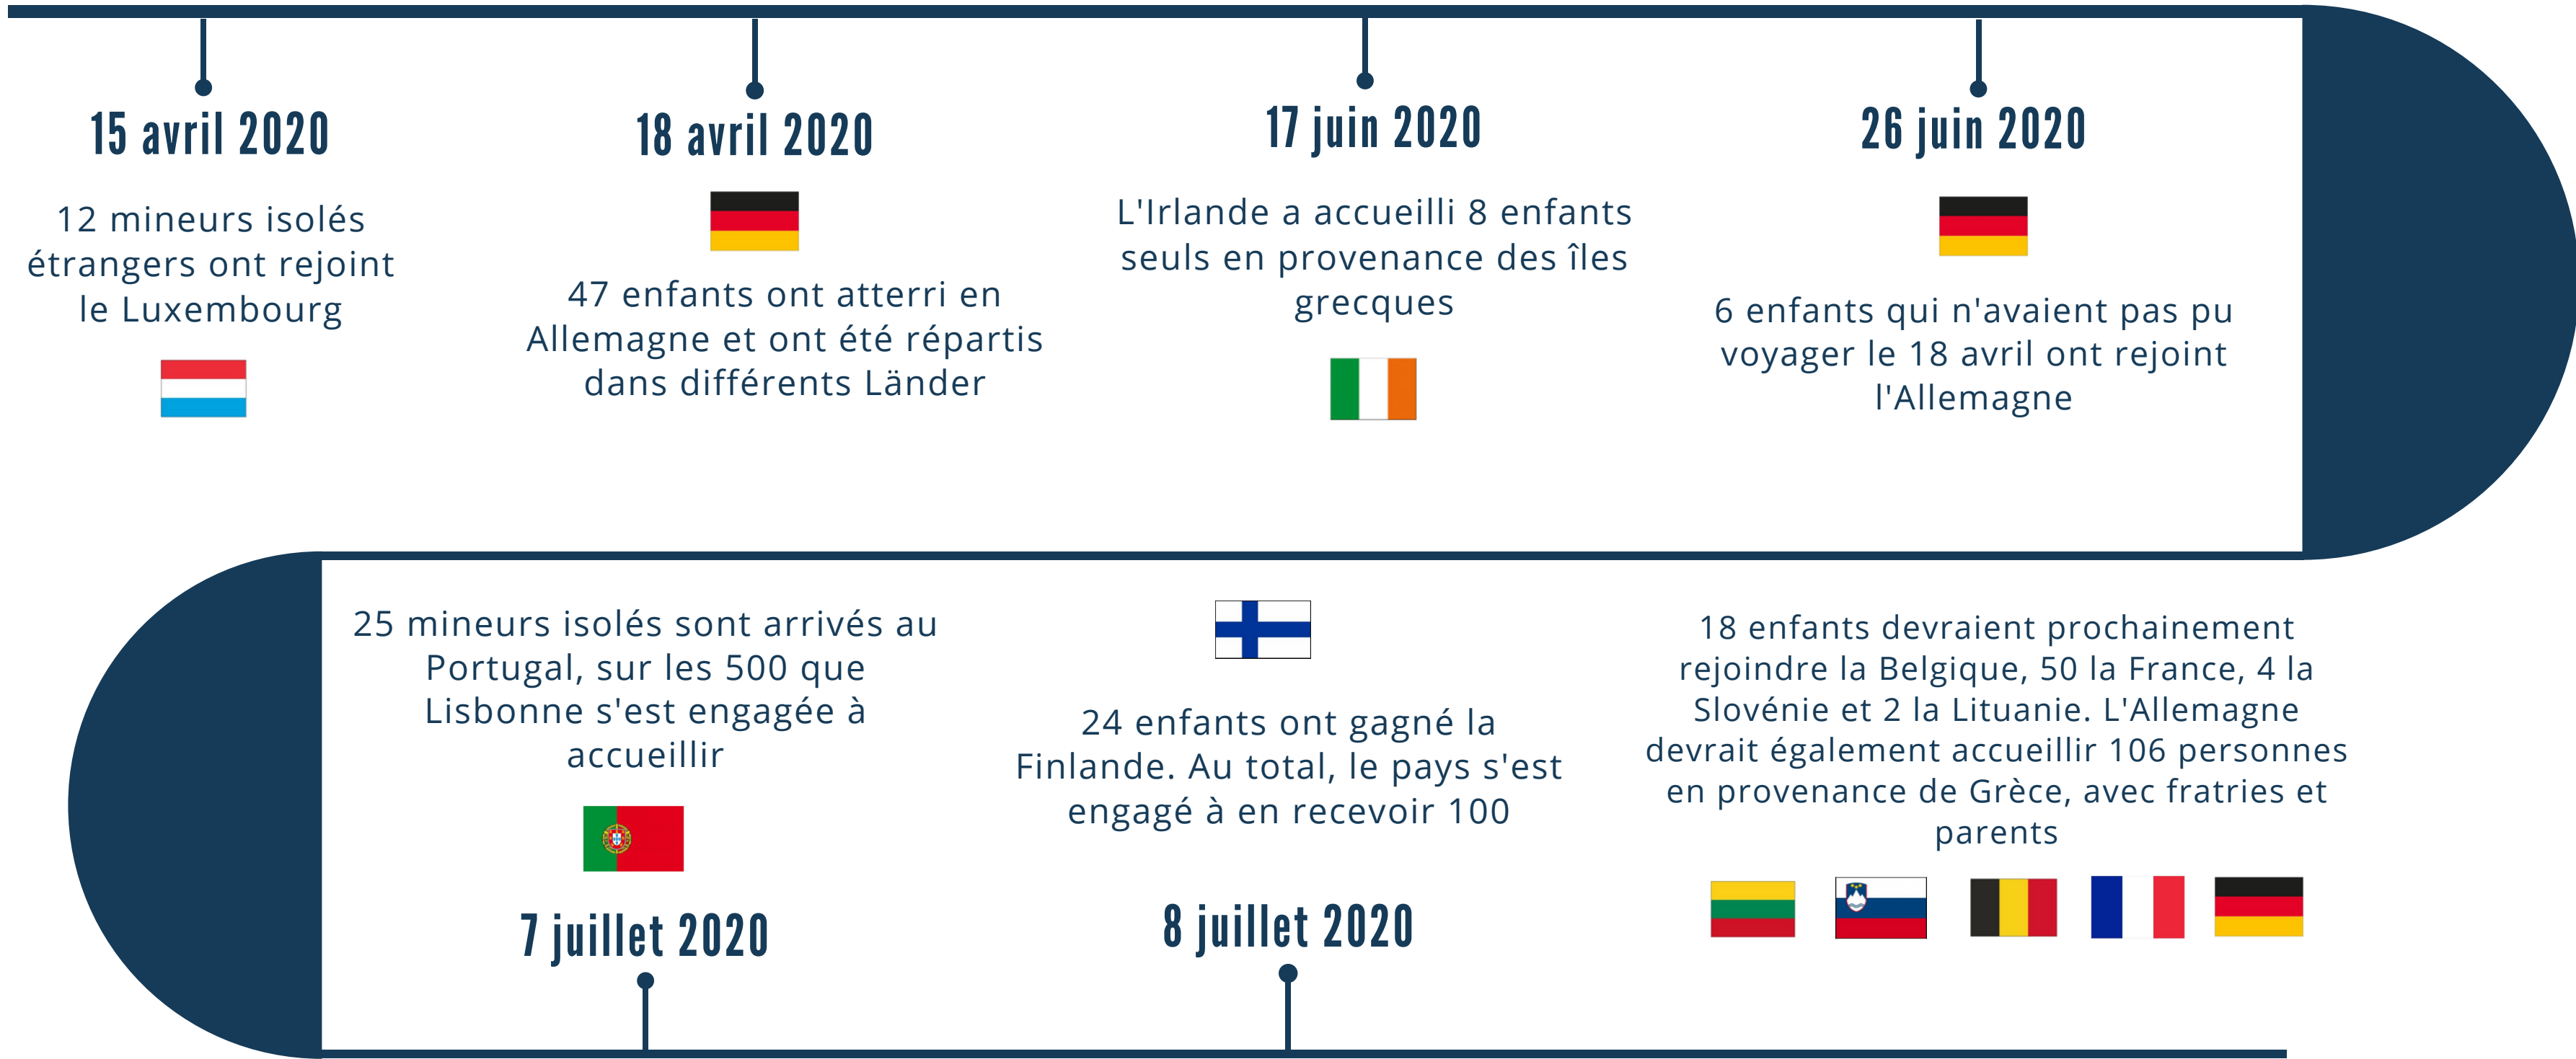 15 avril 2020
12 mineurs isolés
étrangers ont rejoint
le Luxembourg
18 avril 2020
47 enfants ont atterri en
Allemagne et ont été répartis
dans différents Länder
17 juin 2020
L'Irlande a accueilli 8 enfants
seuls en provenance des îles
grecques
26 juin 2020
6 enfants qui n'avaient pas pu
voyager le 18 avril ont rejoint
l'Allemagne
25 mineurs isolés sont arrivés au
Portugal, sur les 500 que
Lisbonne s'est engagée à
accueillir
7 juillet 2020
24 enfants ont gagné la
Finlande. Au total, le pays s'est
engagé à en recevoir 100
8 juillet 2020
18 enfants devraient prochainement
rejoindre la Belgique, 50 la France, 4 la
Slovénie et 2 la Lituanie. L'Allemagne
devrait également accueillir 106 personnes
en provenance de Grèce, avec fratries et
parents